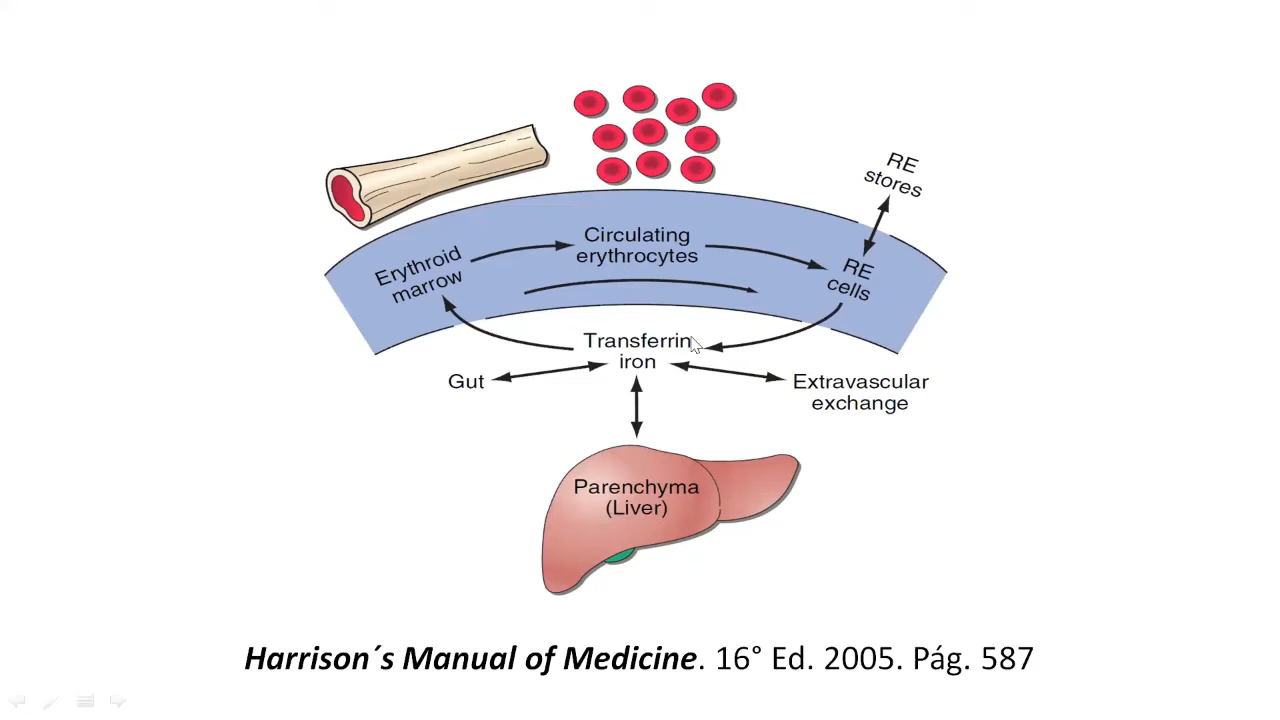 RE
stores
Circulating
erythrocytes
Erythroid
marrow
RE
cells
Transferrin
iron
Gut
Extravascular
exchange
Parenchyma
(Liver)
Harrison´s Manual of Medicine. 16° Ed. 2005. Pág. 587